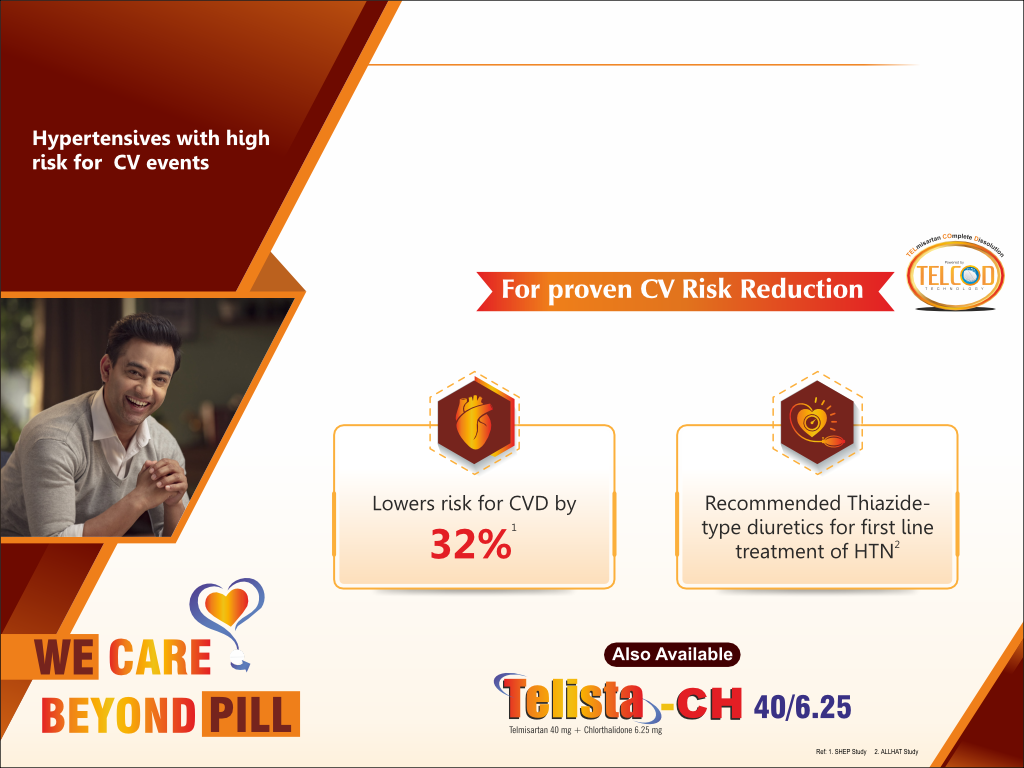 Hypertensives with high
risk for CV events
TELmisartan COmplete Dissolution
Powered by
TELCOD
TECHNOLOGY
For proven CV Risk Reduction
Lowers risk for CVD by
32%1
Recommended Thiazide-
type diuretics for first line
treatment of HTN2
WE CARE
BEYOND PILL
Also Available
Telista-CH 40/6.25
Telmisartan 40 mg + Chlorthalidone 6.25 mg
Ref: 1. SHEP Study 2. ALLHAT Study